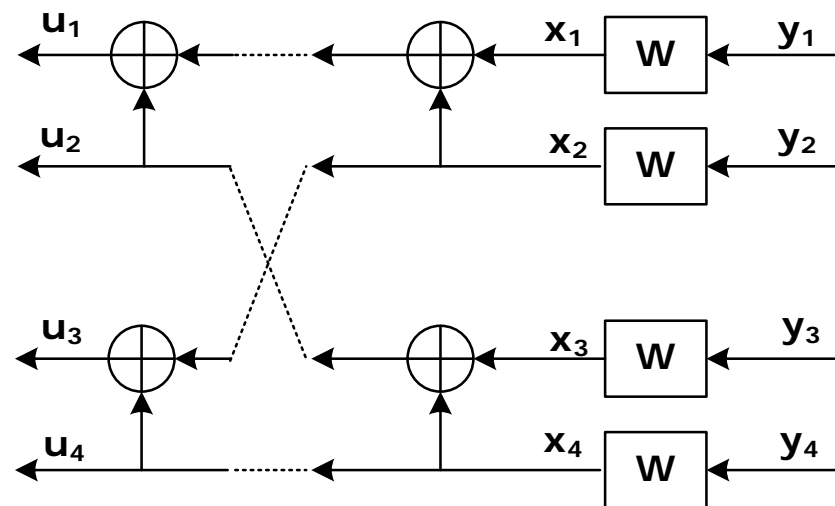 u₁ x₁ W y₁
u₂ x₂ W y₂
u₃ x₃ W y₃
u₄ x₄ W y₄